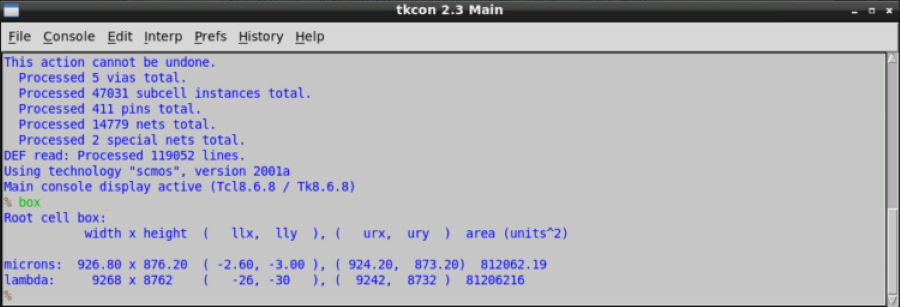 tkcon 2.3 Main
File Console Edit Interp Prefs History Help
This action cannot be undone.
Processed 5 vias total.
Processed 47031 subcell instances total.
Processed 411 pins total.
Processed 14779 nets total.
Processed 2 special nets total.
DEF read: Processed 119052 lines.
Using technology "scmos", version 2001a
Main console display active (Tcl8.6.8 / Tk8.6.8)
% box
Root cell box:
width x height ( llx, lly ), ( urx, ury ) area (units^2)
microns: 926.80 x 876.20 ( -2.60, -3.00 ), ( 924.20, 873.20) 812062.19
lambda: 9268 x 8762 ( -26, -30 ), ( 9242, 8732 ) 81206216
%